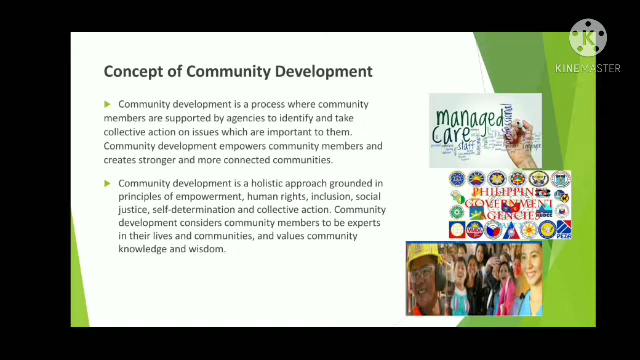 KINEMASTER
Concept of Community Development
Community development is a process where community
members are supported by agencies to identify and take
collective action on issues which are important to them.
Community development empowers community members and
creates stronger and more connected communities.
Community development is a holistic approach grounded in
principles of empowerment, human rights, inclusion, social
justice, self-determination and collective action. Community
development considers community members to be experts
in their lives and communities, and values community
knowledge and wisdom.
managed
care
staff
professional
PHILIPPINE
GOVERNMENT
AGENCIES
PEZA